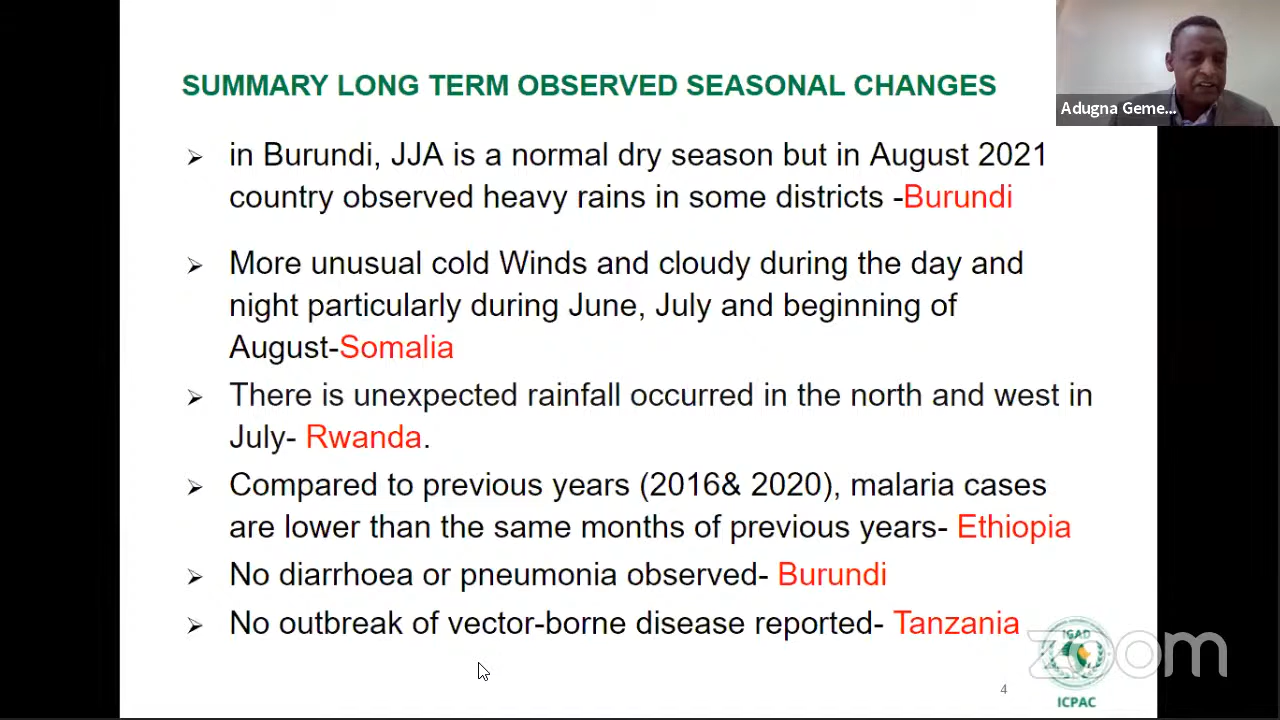 SUMMARY LONG TERM OBSERVED SEASONAL CHANGES
Adugna Geme...
➢ in Burundi, JJA is a normal dry season but in August 2021
country observed heavy rains in some districts -Burundi
➢ More unusual cold Winds and cloudy during the day and
night particularly during June, July and beginning of
August-Somalia
➢ There is unexpected rainfall occurred in the north and west in
July- Rwanda.
➢ Compared to previous years (2016& 2020), malaria cases
are lower than the same months of previous years- Ethiopia
➢ No diarrhoea or pneumonia observed- Burundi
➢ No outbreak of vector-borne disease reported- Tanzania
IGAD
zoom
4
ICPAC